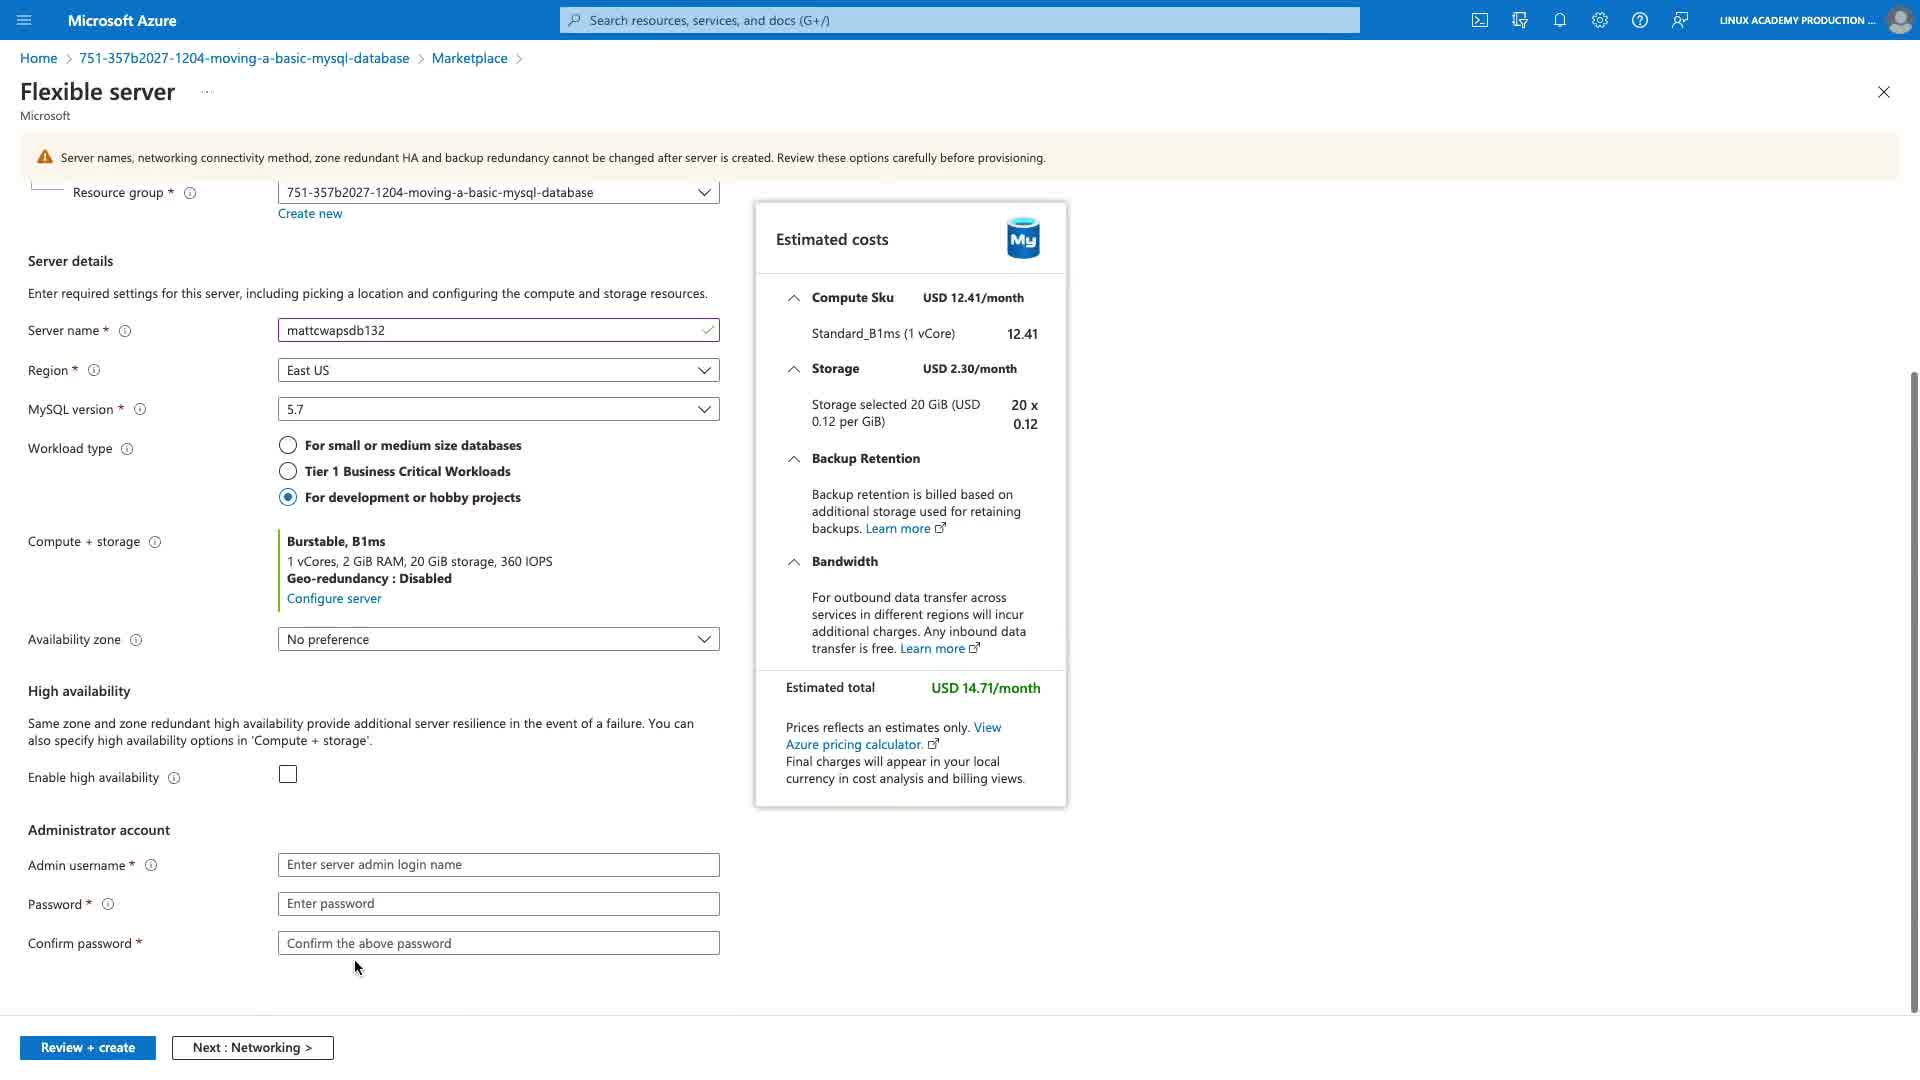 Microsoft Azure
Search resources, services, and docs (G+/)
LINUX ACADEMY PRODUCTION ...
Home > 751-357b2027-1204-moving-a-basic-mysql-database > Marketplace >
Flexible server ...
Microsoft
Server names, networking connectivity method, zone redundant HA and backup redundancy cannot be changed after server is created. Review these options carefully before provisioning.
Resource group *
751-357b2027-1204-moving-a-basic-mysql-database
Create new
Server details
Enter required settings for this server, including picking a location and configuring the compute and storage resources.
Server name *
mattcwapsdb132
Region *
East US
MySQL version *
5.7
Workload type
For small or medium size databases
Tier 1 Business Critical Workloads
For development or hobby projects
Compute + storage
Burstable, B1ms
1 vCores, 2 GiB RAM, 20 GiB storage, 360 IOPS
Geo-redundancy : Disabled
Configure server
Availability zone
No preference
High availability
Same zone and zone redundant high availability provide additional server resilience in the event of a failure. You can
also specify high availability options in 'Compute + storage'.
Enable high availability
Administrator account
Admin username *
Enter server admin login name
Password *
Enter password
Confirm password *
Confirm the above password
Estimated costs
My
Compute Sku USD 12.41/month
Standard_B1ms (1 vCore) 12.41
Storage USD 2.30/month
Storage selected 20 GiB (USD 20 x
0.12 per GiB) 0.12
Backup Retention
Backup retention is billed based on
additional storage used for retaining
backups. Learn more
Bandwidth
For outbound data transfer across
services in different regions will incur
additional charges. Any inbound data
transfer is free. Learn more
Estimated total USD 14.71/month
Prices reflects an estimates only. View
Azure pricing calculator.
Final charges will appear in your local
currency in cost analysis and billing views.
Review + create
Next : Networking >